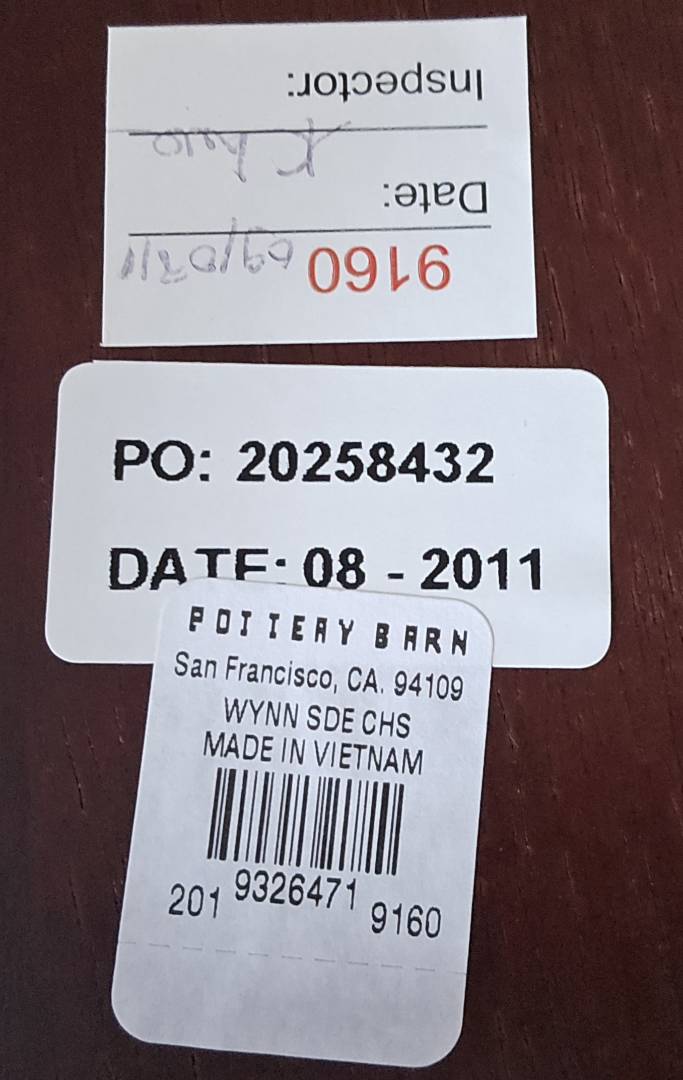 Inspector:
Date:
9160
PO: 20258432
DATE: 08 - 2011
POTTERY BARN
San Francisco, CA. 94109
WYNN SDE CHS
MADE IN VIETNAM
201 9326471 9160